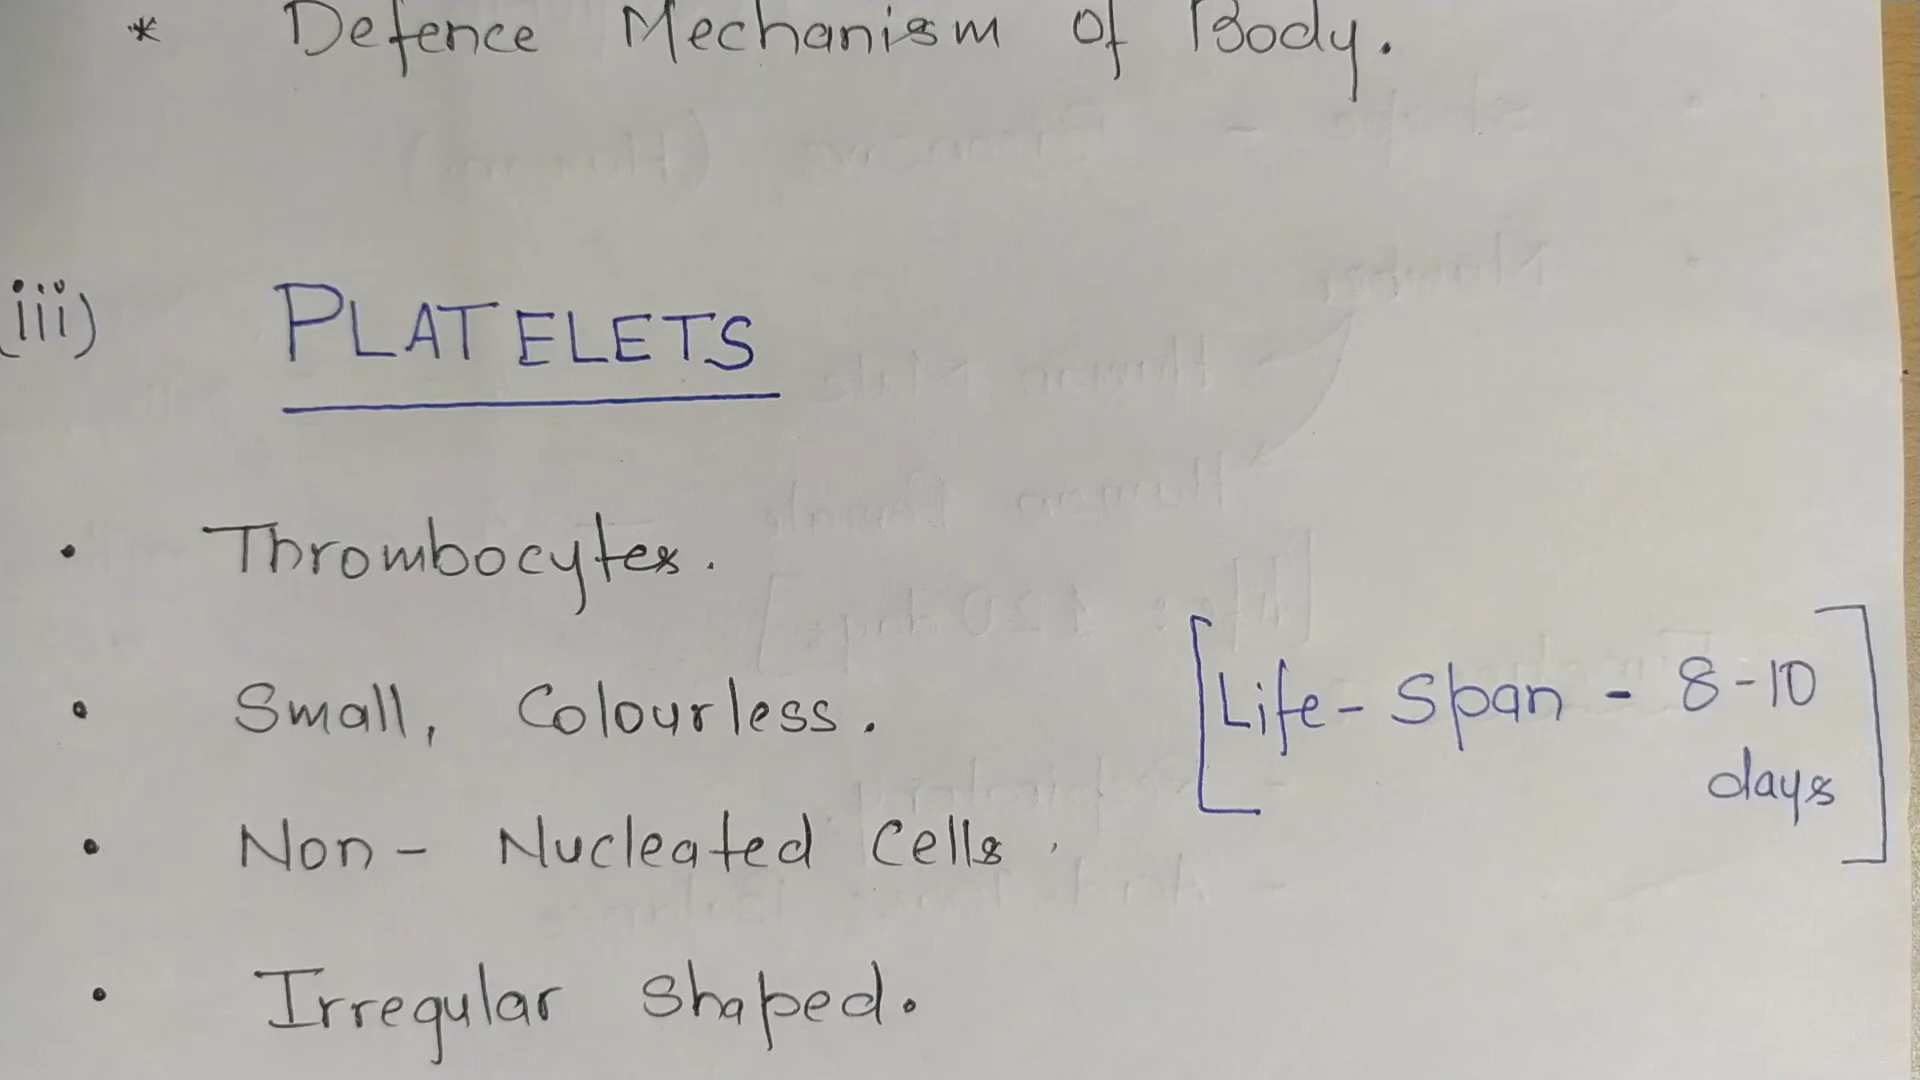 * Defence Mechanism of Body.
(iii) PLATELETS
• Thrombocytes.
• Small, Colourless.
[Life-Span - 8-10
days]
• Non-Nucleated Cells.
• Irregular Shaped.